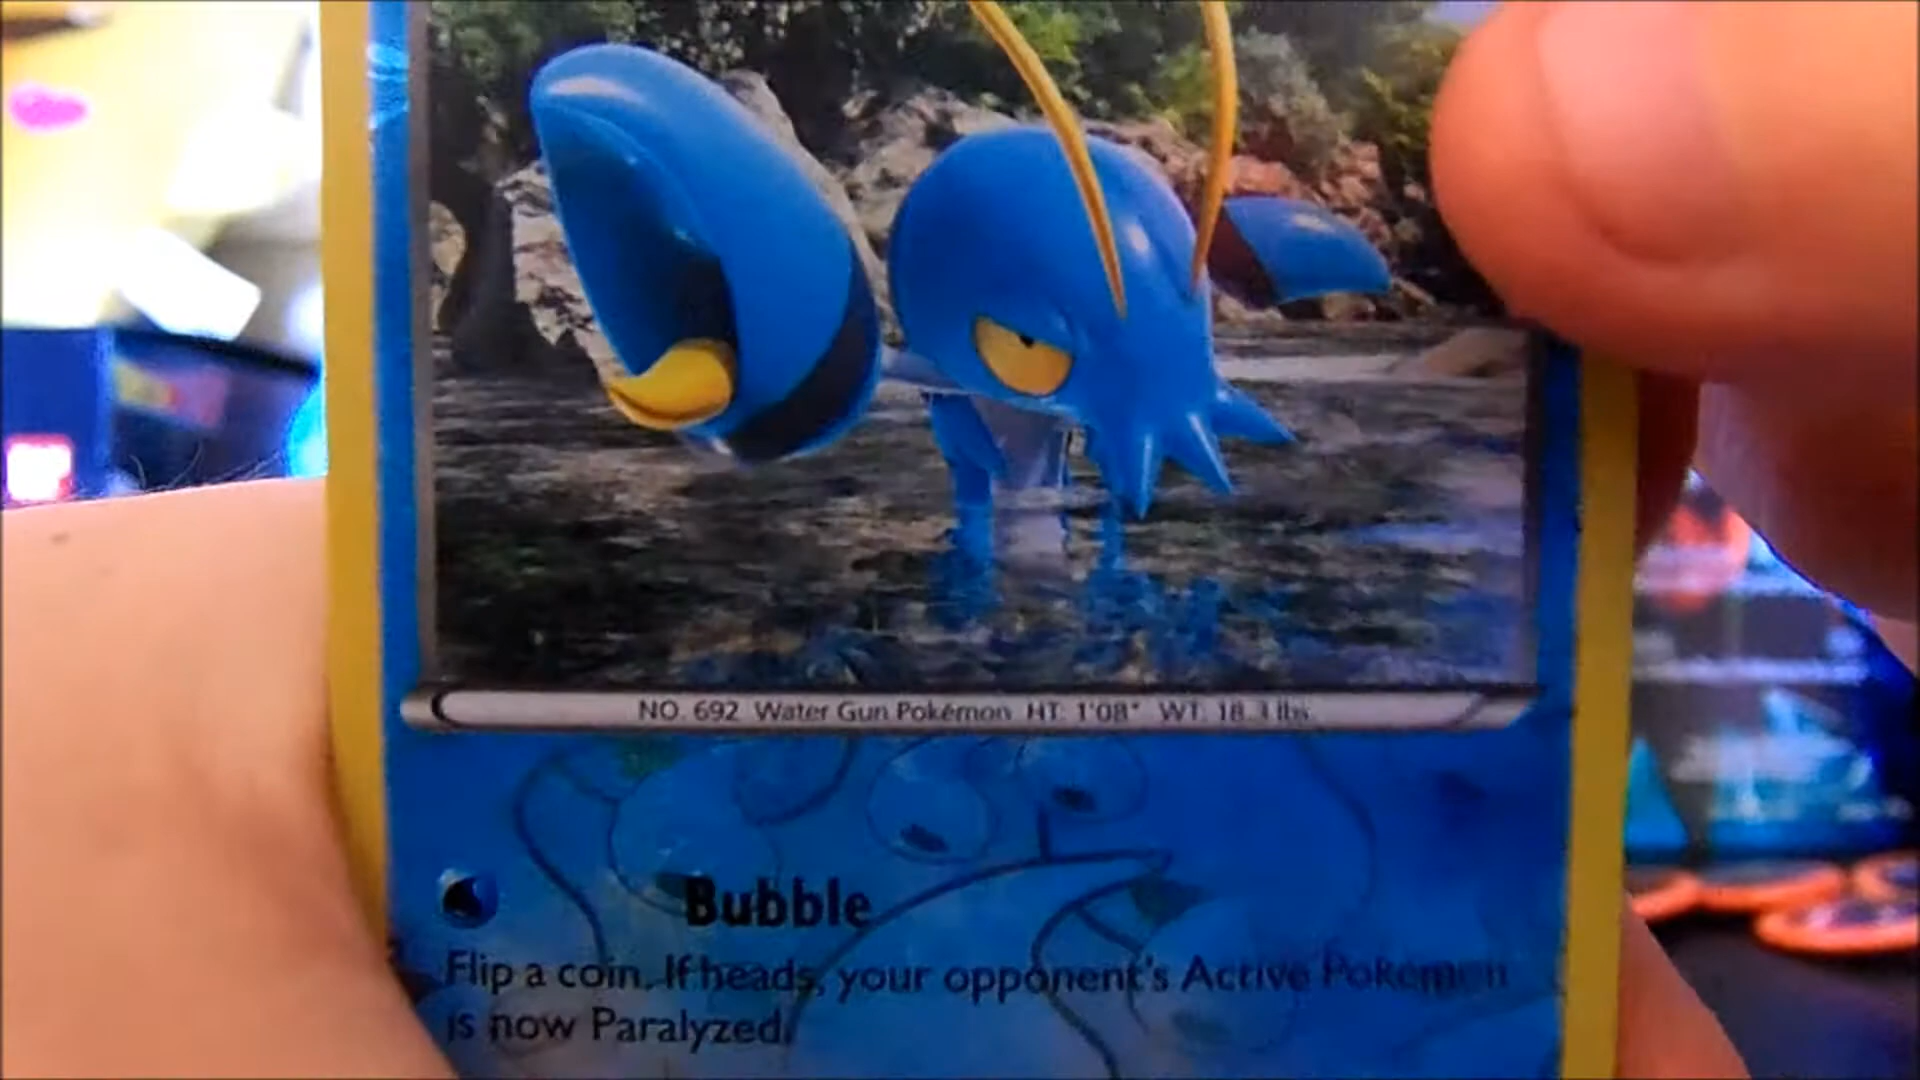 NO. 692 Water Gun Pokémon HT: 1'08" WT: 18.3 lbs.
Bubble
Flip a coin. If heads, your opponent's Active Pokémon
is now Paralyzed.